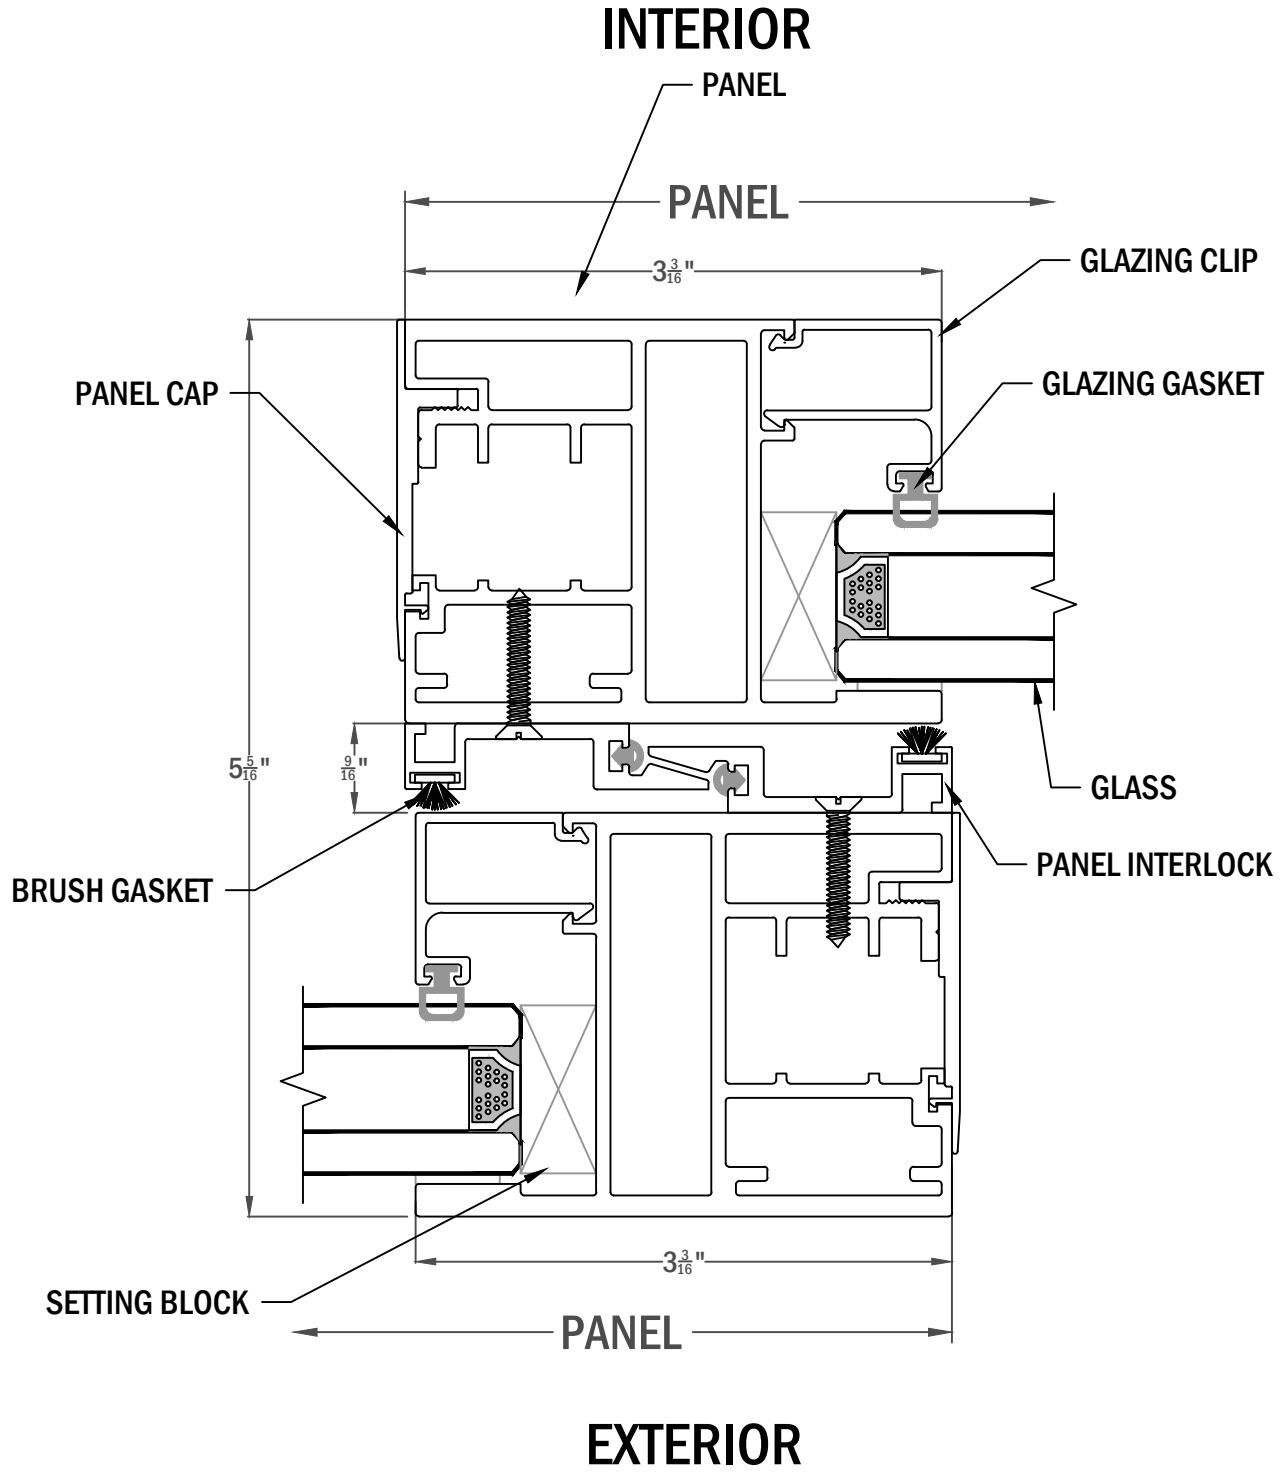 INTERIOR
PANEL
PANEL
3 3/16"
GLAZING CLIP
GLAZING GASKET
PANEL CAP
5 5/16"
9/16"
GLASS
PANEL INTERLOCK
BRUSH GASKET
3 3/16"
SETTING BLOCK
PANEL
EXTERIOR